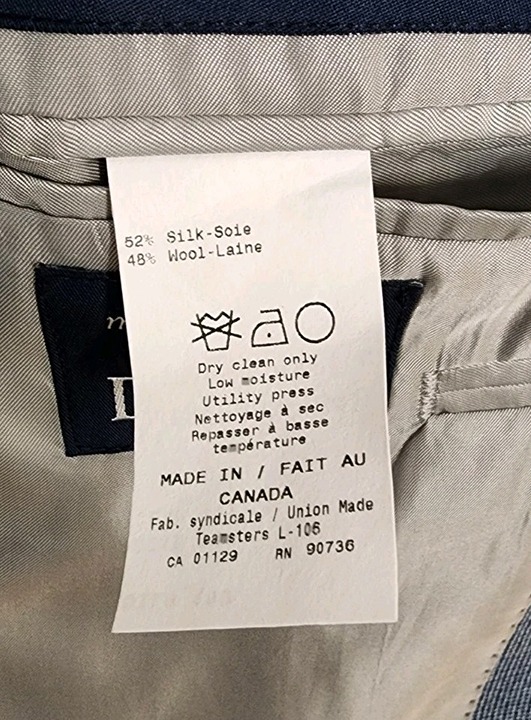 52% Silk-Soie
48% Wool-Laine
Dry clean only
Low moisture
Utility press
Nettoyage à sec
Repasser à basse
température
MADE IN / FAIT AU
CANADA
Fab. syndicale / Union Made
Teamsters L-106
CA 01129 RN 90736